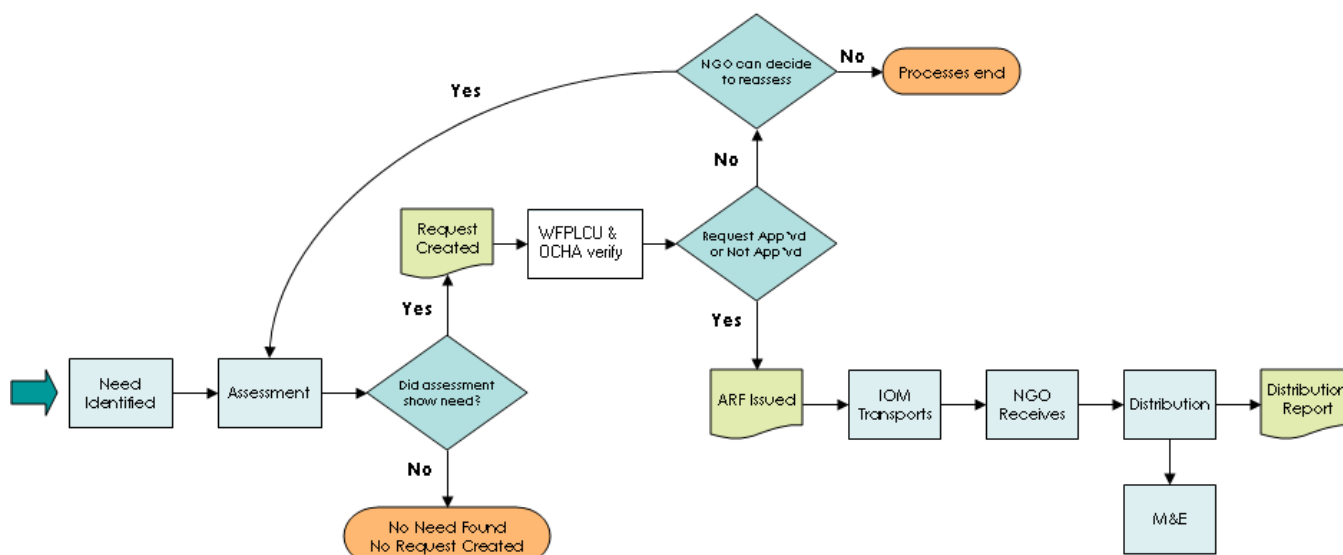 NGO can decide
to reassess
No
Processes end
Yes
No
Request
Created
WFPLCU &
OCHA verify
Request App'vd
or Not App'vd
Yes
Yes
Need
Identified
Assessment
Did assessment
show need?
ARF Issued
IOM
Transports
NGO
Receives
Distribution
Distribution
Report
No
M&E
No Need Found
No Request Created